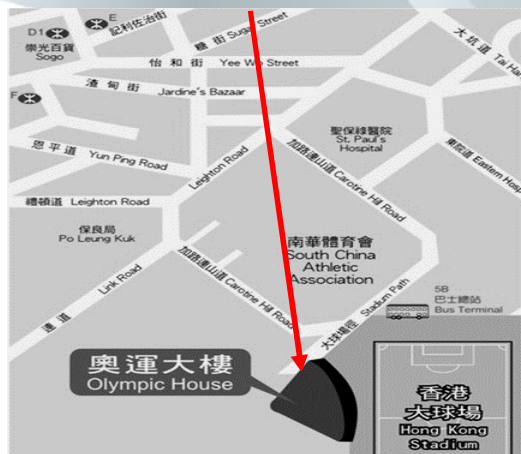 E
記利佐治街
糖街 Sugar Street
D1
崇光百貨
Sogo
怡和街 Yee Wo Street
大坑道 Tai Han
F
渣甸街 Jardine's Bazaar
聖保祿醫院
St. Paul's
Hospital
恩平道 Yun Ping Road
Leighton Road
加路連山道 Caroline Hill Road
東院道 Eastern Hosp
禮頓道 Leighton Road
保良局
Po Leung Kuk
南華體育會
South China
Athletic
Association
加路連山道 Caroline Hill Road
連道 Link Road
大球場徑 Stadium Path
5B
巴士總站
Bus Terminal
奧運大樓
Olympic House
香港
大球場
Hong Kong
Stadium